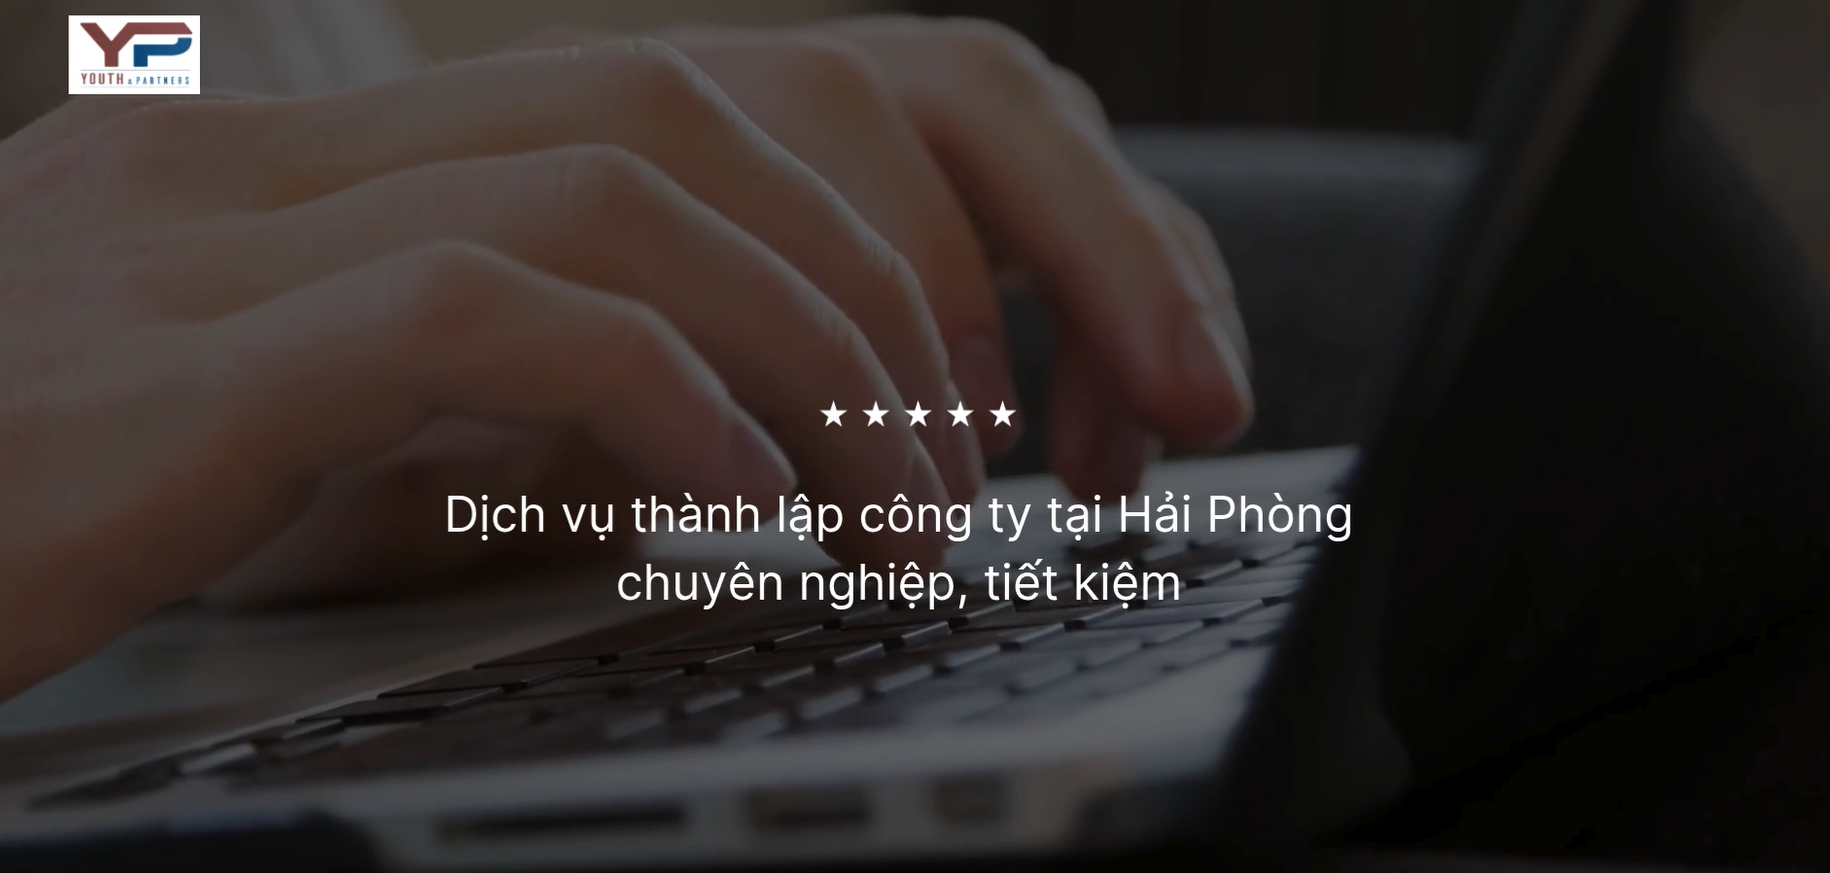 YP
YOUTH & PARTNERS
★ ★ ★ ★ ★
Dịch vụ thành lập công ty tại Hải Phòng
chuyên nghiệp, tiết kiệm